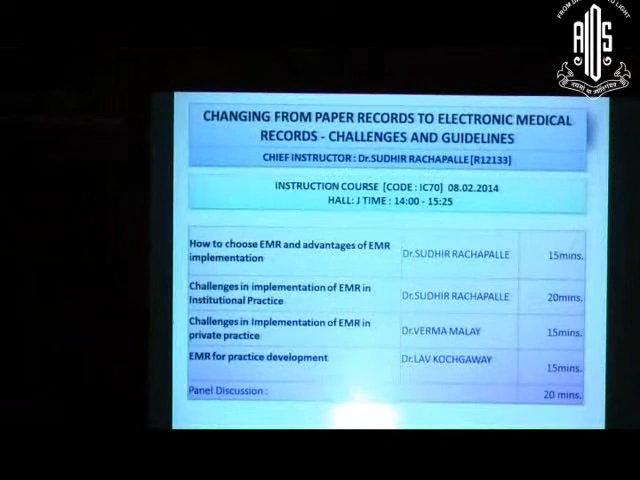 AIOS
CHANGING FROM PAPER RECORDS TO ELECTRONIC MEDICAL
RECORDS - CHALLENGES AND GUIDELINES
CHIEF INSTRUCTOR : Dr.SUDHIR RACHAPALLE [R12133]
INSTRUCTION COURSE [CODE : IC70] 08.02.2014
HALL: J TIME : 14:00 - 15:25
How to choose EMR and advantages of EMR
implementation
Dr.SUDHIR RACHAPALLE
15mins.
Challenges in implementation of EMR in
Institutional Practice
Dr.SUDHIR RACHAPALLE
20mins.
Challenges in Implementation of EMR in
private practice
Dr.VERMA MALAY
15mins.
EMR for practice development
Dr.LAV KOCHGAWAY
15mins.
Panel Discussion :
20 mins.